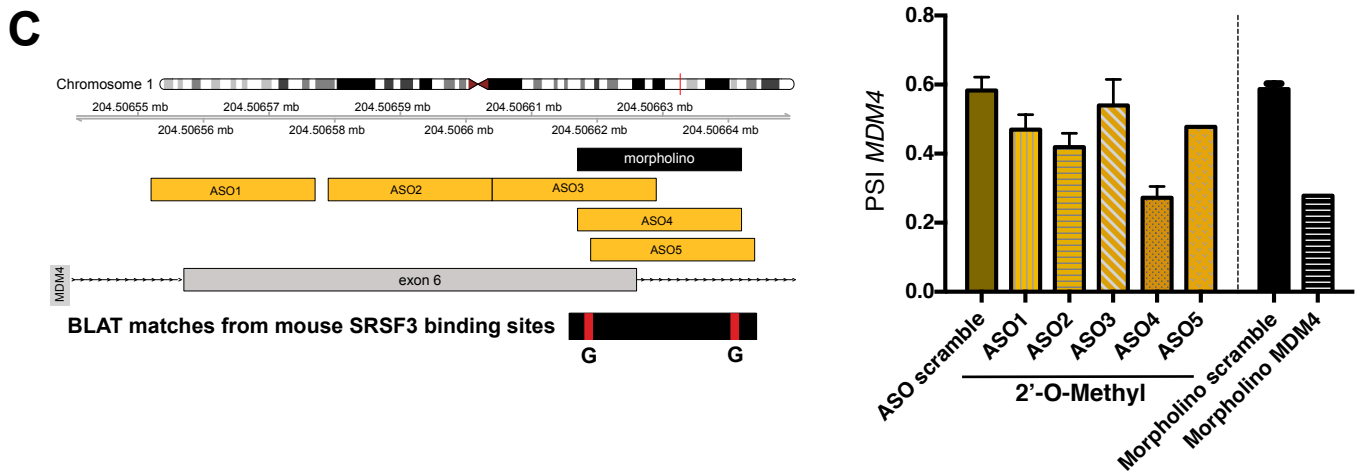 C
Chromosome 1
204.50655 mb 204.50657 mb 204.50659 mb 204.50661 mb 204.50663 mb
204.50656 mb 204.50658 mb 204.5066 mb 204.50662 mb 204.50664 mb
morpholino
ASO1 ASO2 ASO3
ASO4
ASO5
MDM4
exon 6
BLAT matches from mouse SRSF3 binding sites
G G
PSI MDM4
0.8
0.6
0.4
0.2
0.0
ASO scramble
ASO1
ASO2
ASO3
ASO4
ASO5
Morpholino scramble
Morpholino MDM4
2’-O-Methyl